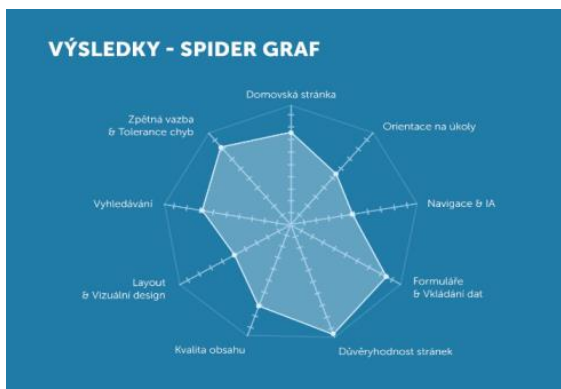 VÝSLEDKY - SPIDER GRAF
Domovská stránka
Zpětná vazba
& Tolerance chyb
Orientace na úkoly
Vyhledávání
Navigace & IA
Layout
& Vizuální design
Formuláře
& Vkládání dat
Kvalita obsahu
Důvěryhodnost stránek